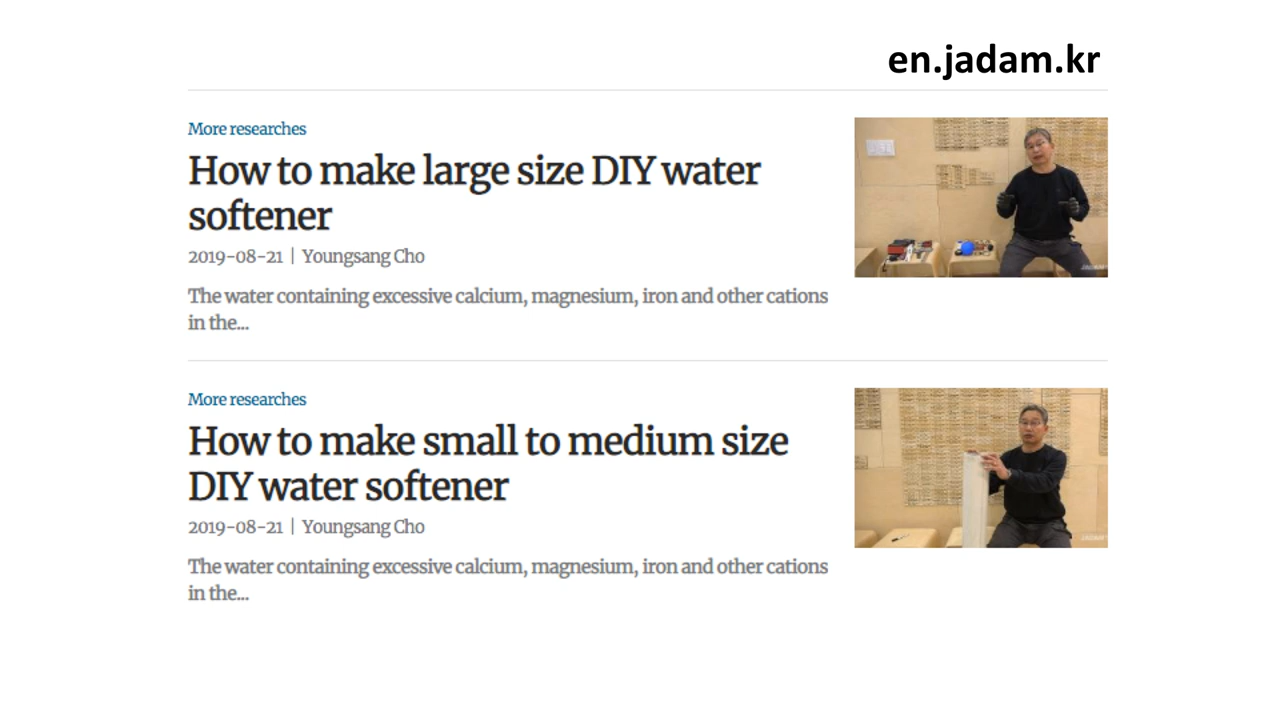 en.jadam.kr
More researches
How to make large size DIY water
softener
2019-08-21 | Youngsang Cho
The water containing excessive calcium, magnesium, iron and other cations
in the...
JADAM
More researches
How to make small to medium size
DIY water softener
2019-08-21 | Youngsang Cho
The water containing excessive calcium, magnesium, iron and other cations
in the...
JADAM